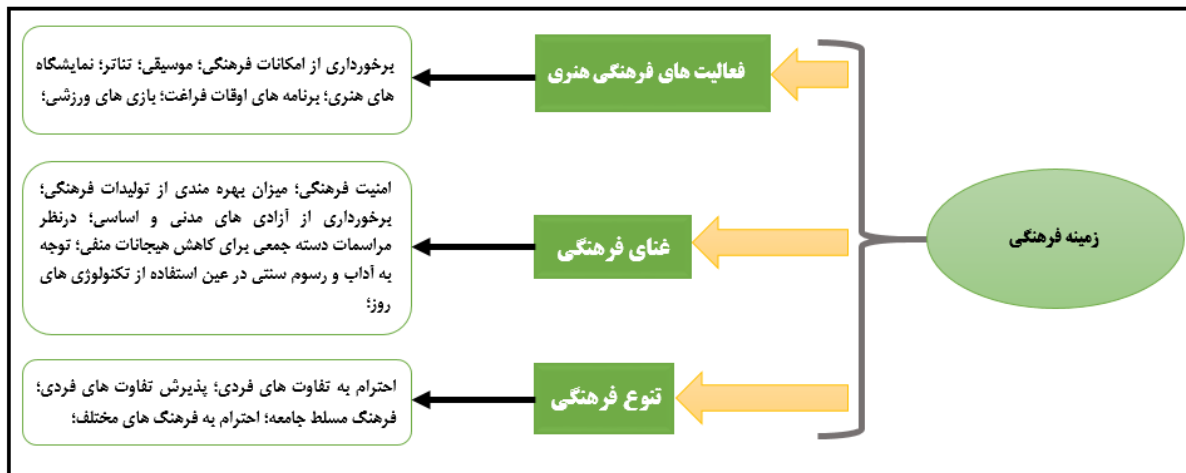 زمینه فرهنگی
فعالیت های فرهنگی هنری
برخورداری از امکانات فرهنگی؛ موسیقی؛ تئاتر؛ نمایشگاه
های هنری؛ برنامه های اوقات فراغت؛ بازی های ورزشی؛
غنای فرهنگی
امنیت فرهنگی؛ میزان بهره مندی از تولیدات فرهنگی؛
برخورداری از آزادی های مدنی و اساسی؛ درنظر
مراسمات دسته جمعی برای کاهش هیجانات منفی؛ توجه
به آداب و رسوم سنتی در عین استفاده از تکنولوژی های
روز؛
تنوع فرهنگی
احترام به تفاوت های فردی؛ پذیرش تفاوت های فردی؛
فرهنگ مسلط جامعه؛ احترام به فرهنگ های مختلف؛